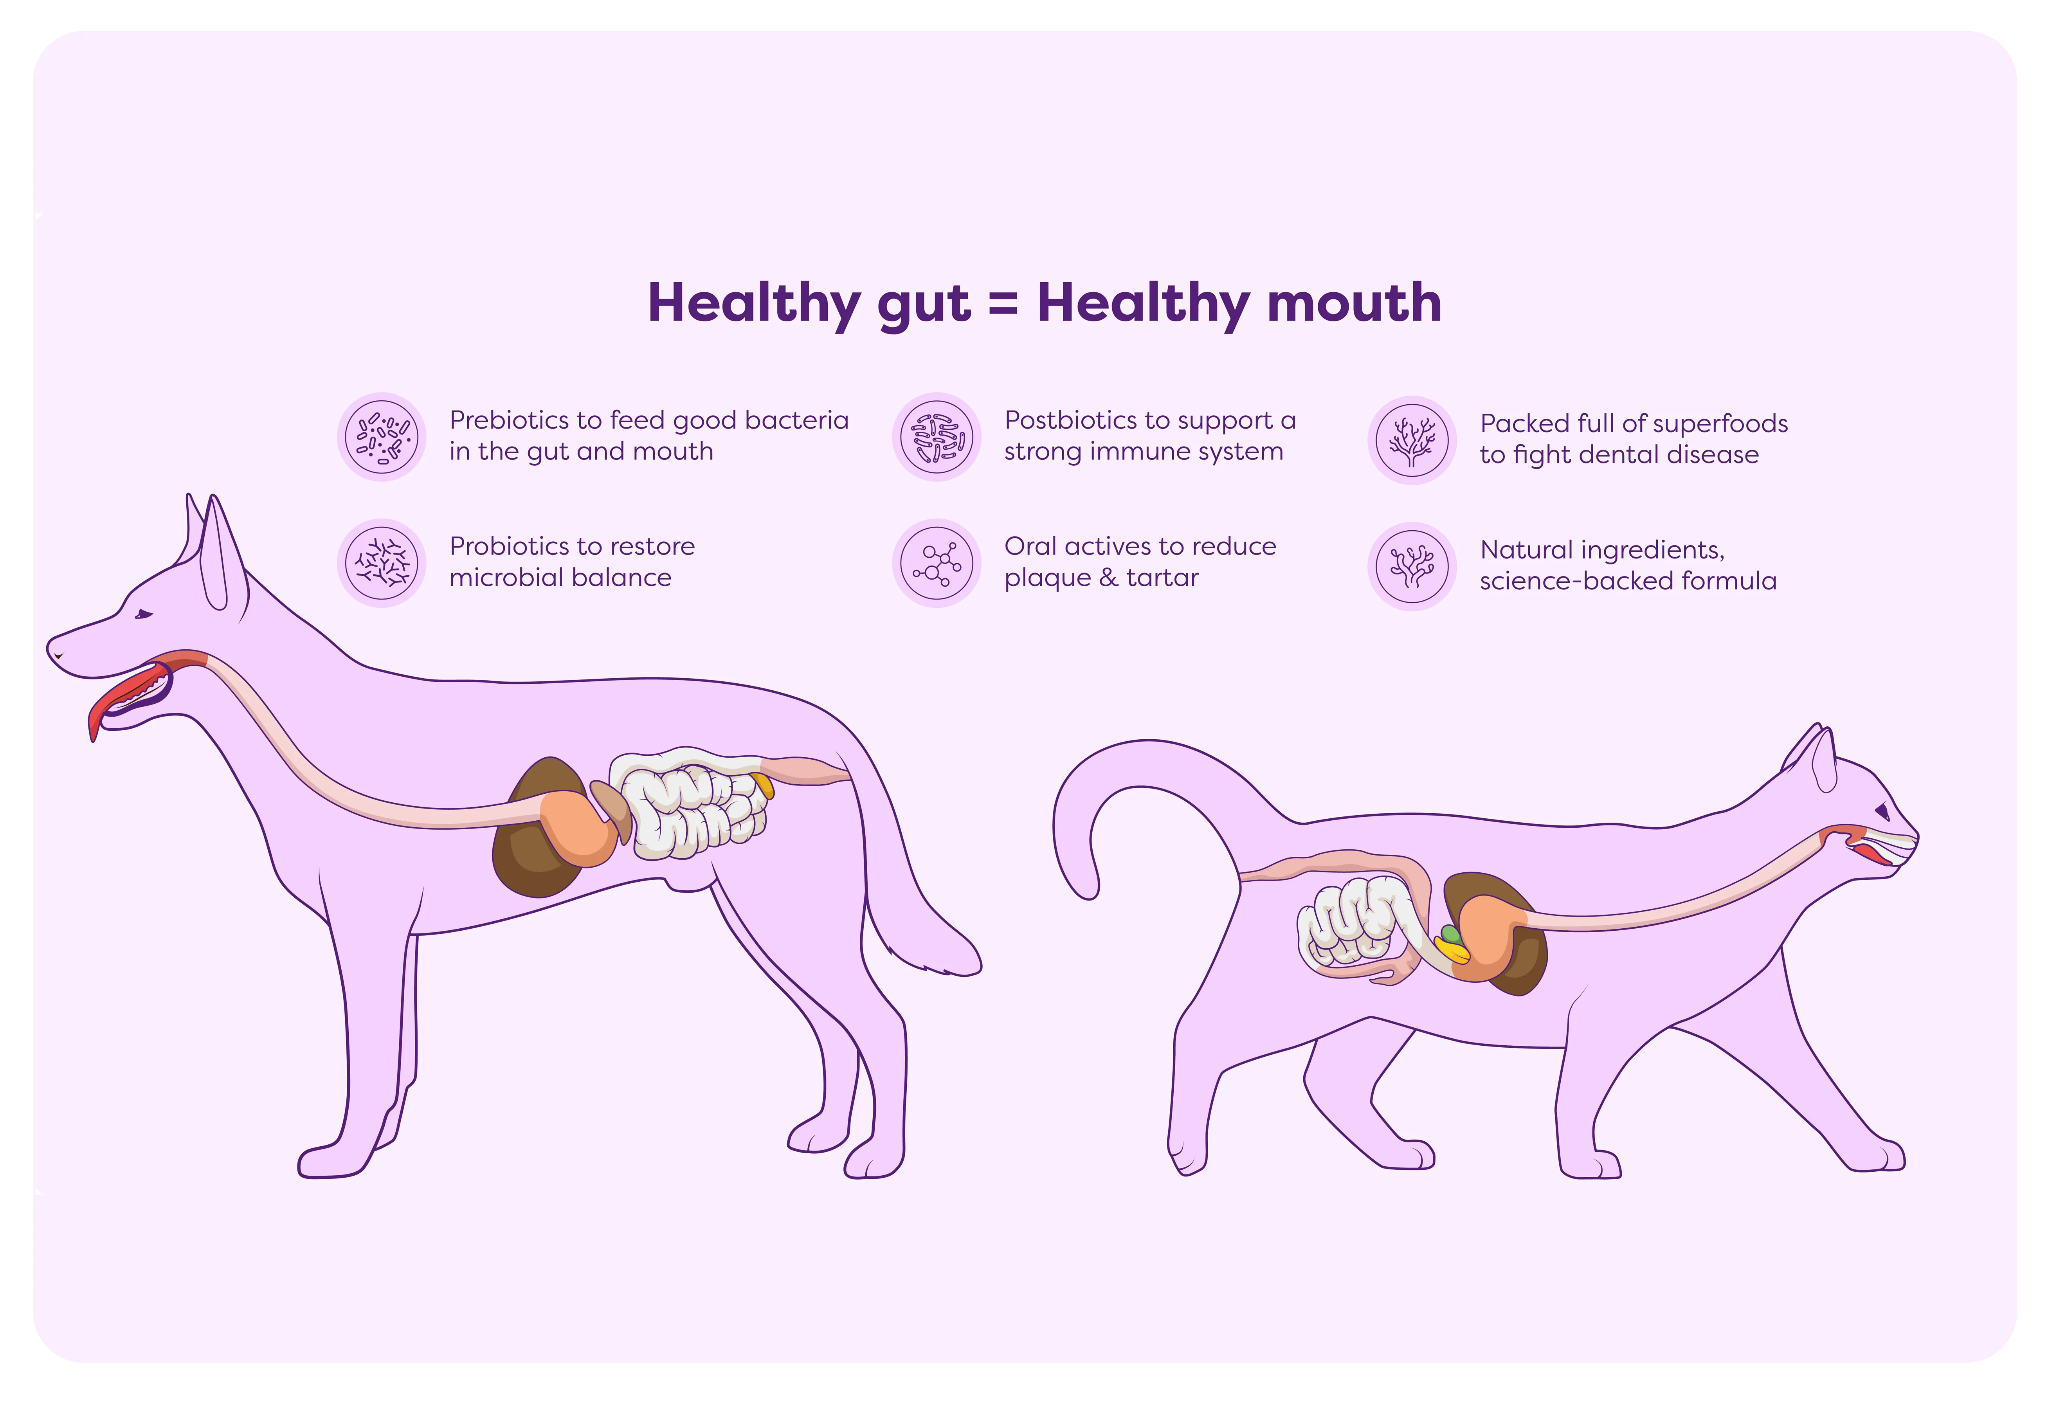 Healthy gut = Healthy mouth
Prebiotics to feed good bacteria
in the gut and mouth
Postbiotics to support a
strong immune system
Packed full of superfoods
to fight dental disease
Probiotics to restore
microbial balance
Oral actives to reduce
plaque & tartar
Natural ingredients,
science-backed formula